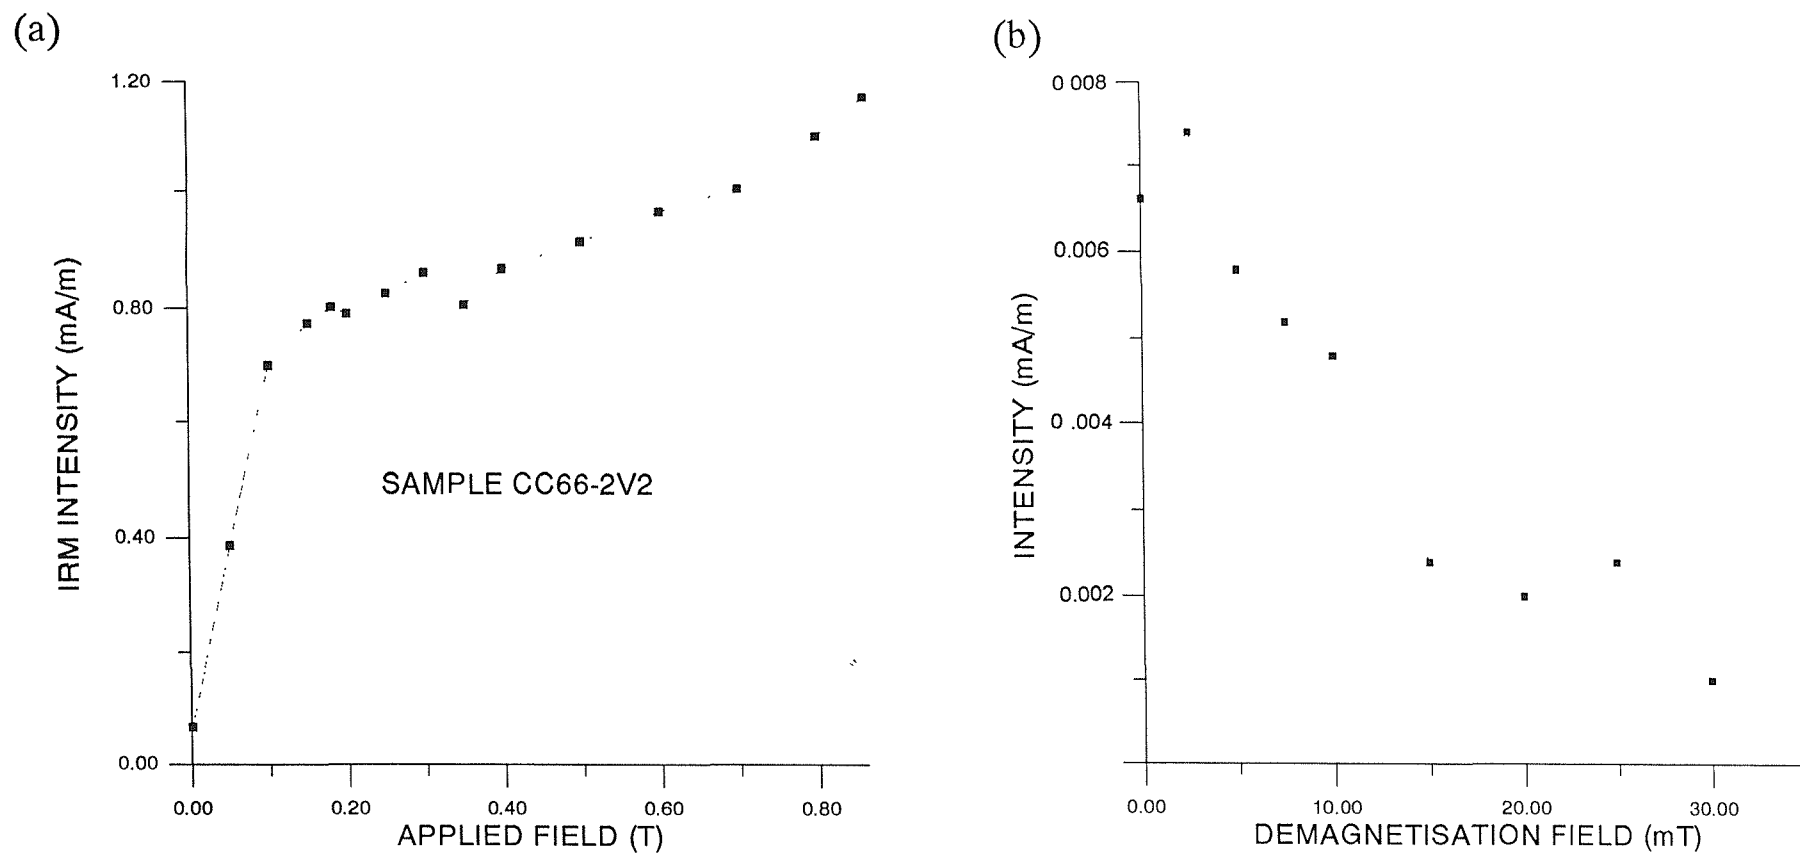 (a)
1.20
0.80
0.40
0.00
IRM INTENSITY (mA/m)
SAMPLE CC66-2V2
0.00 0.20 0.40 0.60 0.80
APPLIED FIELD (T)
(b)
0 008
0.006
0 .004
0.002
INTENSITY (mA/m)
0.00 10.00 20.00 30.00
DEMAGNETISATION FIELD (mT)